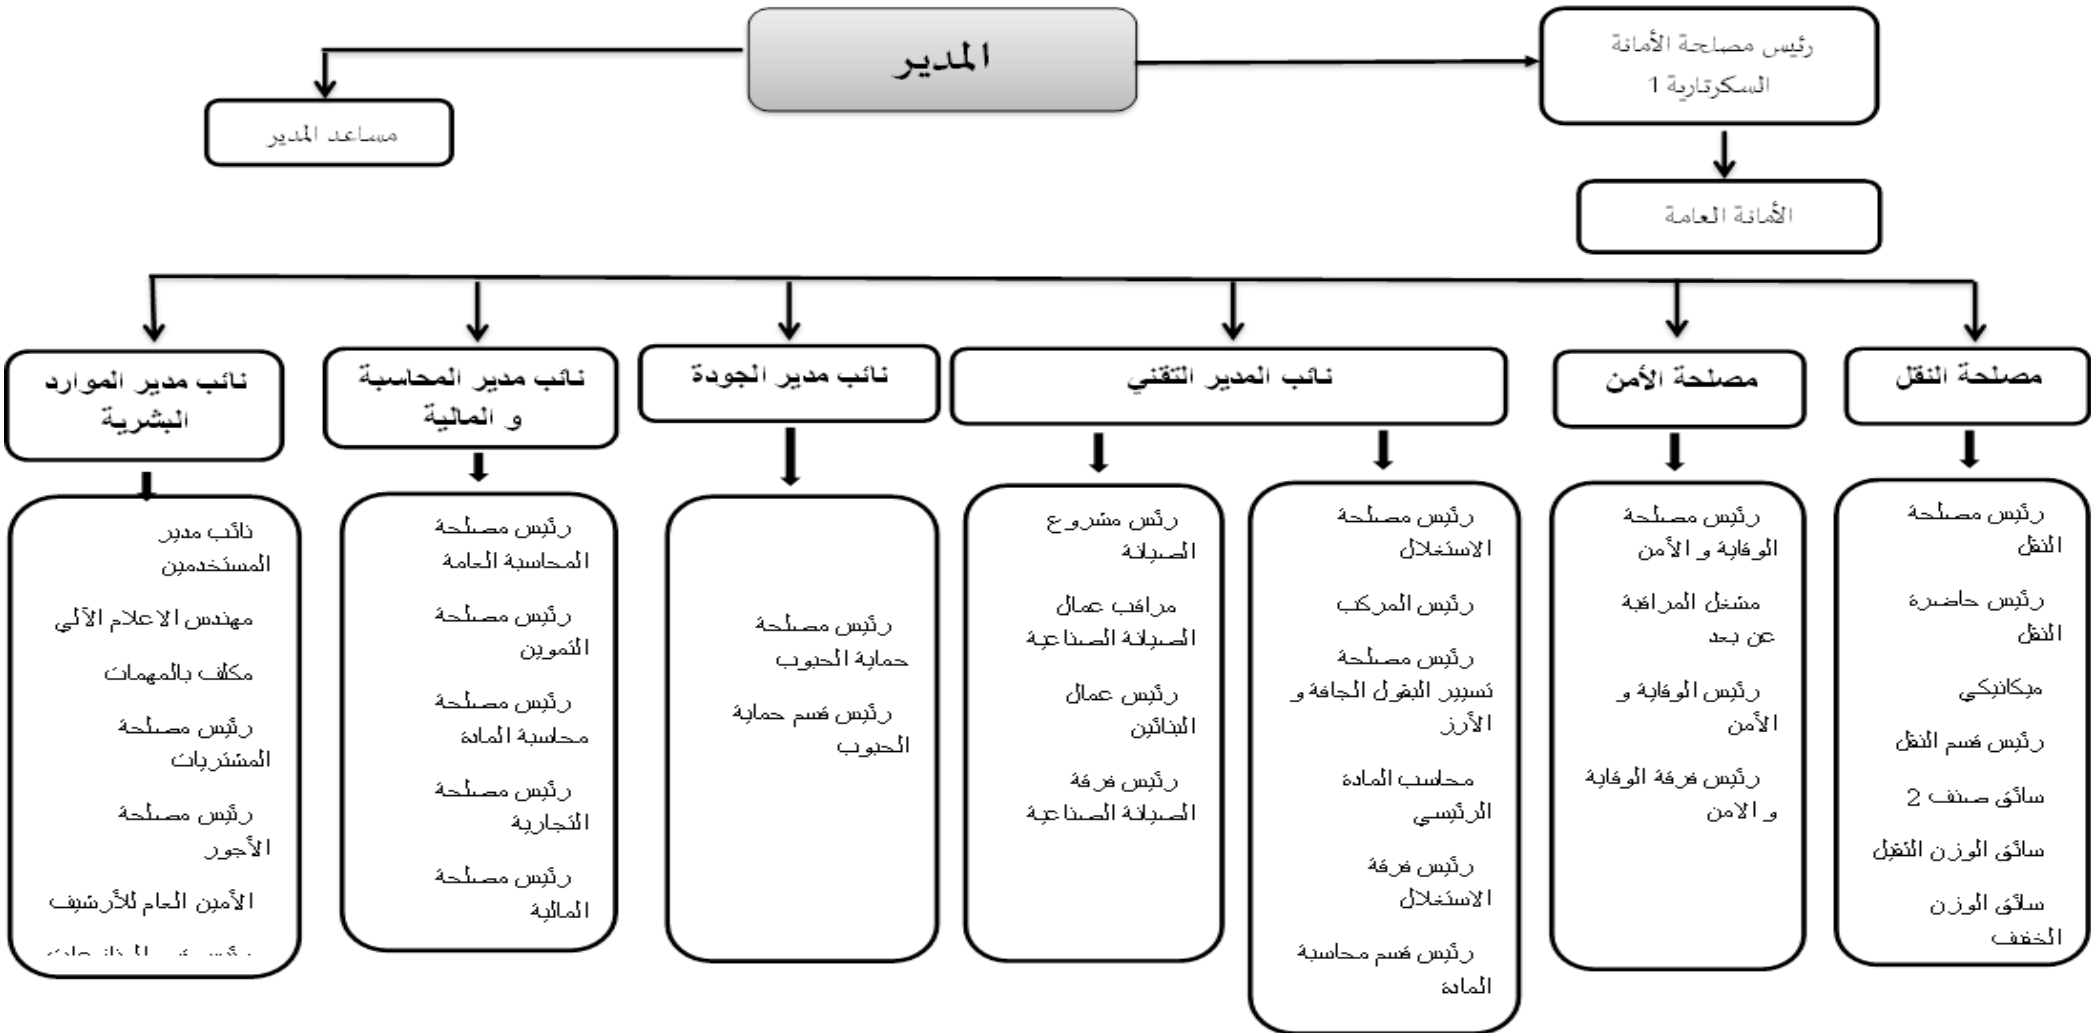 المدير
رئيس مصلحة الأمانة
السكرتارية 1
مساعد المدير
الأمانة العامة
مصلحة النقل
مصلحة الأمن
نائب المدير التقني
نائب مدير الجودة
نائب مدير المحاسبة
و المالية
نائب مدير الموارد
البشرية
رئيس مصلحة
النقل
رئيس حاضرة
النقل
ميكانيكي
رئيس قسم النقل
سائق صنف 2
سائق الوزن الثقيل
سائق الوزن
الخفف
رئيس مصلحة
الوقاية و الأمن
مشغل المراقبة
عن بعد
رئيس الوقاية و
الأمن
رئيس فرقة الوقاية
و الامن
رئيس مصلحة
الاستغلال
رئيس المركب
رئيس مصلحة
تسيير البقول الجافة و
الأرز
محاسب المادة
الرئيسي
رئيس فرقة
الاستغلال
رئيس قسم محاسبة
المادة
رئس مشروع
الصيانة
مراقب عمال
الصيانة الصناعية
رئيس عمال
البنائين
رئيس فرقة
الصيانة الصناعية
رئيس مصلحة
حماية الحبوب
رئيس قسم حماية
الحبوب
رئيس مصلحة
المحاسبة العامة
رئيس مصلحة
التموين
رئيس مصلحة
محاسبة المادة
رئيس مصلحة
التجارية
رئيس مصلحة
المالية
نائب مدير
المستخدمين
مهندس الاعلام الآلي
مكلف بالمهمات
رئيس مصلحة
المشتريات
رئيس مصلحة
الأجور
الأمين العام للأرشيف